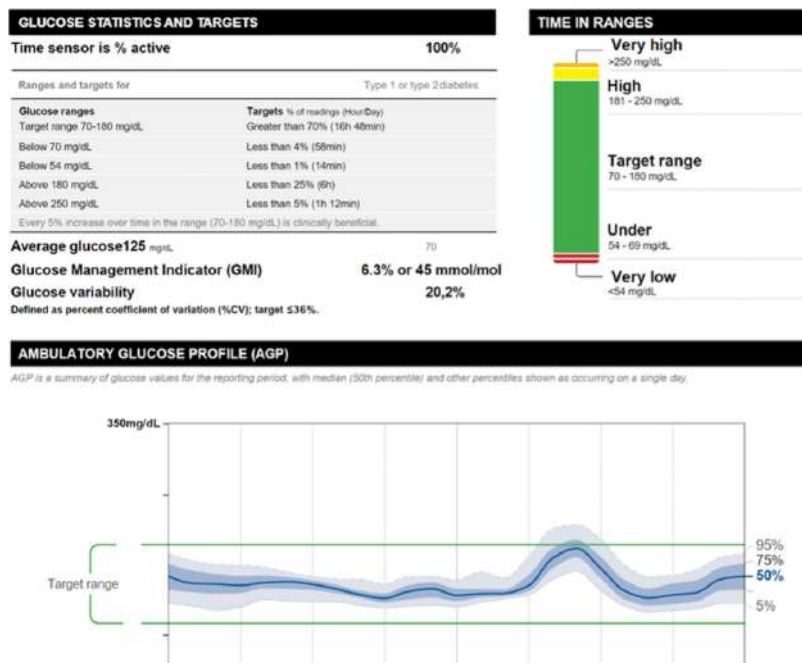 GLUCOSE STATISTICS AND TARGETS
Time sensor is % active 100%
Ranges and targets for Type 1 or type 2 diabetes
Glucose ranges Targets % of readings (Hour/Day)
Target range 70-180 mg/dL Greater than 70% (16h 48min)
Below 70 mg/dL Less than 4% (58min)
Below 54 mg/dL Less than 1% (14min)
Above 180 mg/dL Less than 25% (6h)
Above 250 mg/dL Less than 5% (1h 12min)
Every 5% increase over time in the range (70-180 mg/dL) is clinically beneficial.
Average glucose125 mg/dL 70
Glucose Management Indicator (GMI) 6.3% or 45 mmol/mol
Glucose variability 20,2%
Defined as percent coefficient of variation (%CV); target ≤36%.
TIME IN RANGES
Very high
>250 mg/dL
High
181 - 250 mg/dL
Target range
70 - 180 mg/dL
Under
54 - 69 mg/dL
Very low
<54 mg/dL
AMBULATORY GLUCOSE PROFILE (AGP)
AGP is a summary of glucose values for the reporting period, with median (50th percentile) and other percentiles shown as occurring on a single day.
350mg/dL
Target range
95%
75%
50%
5%